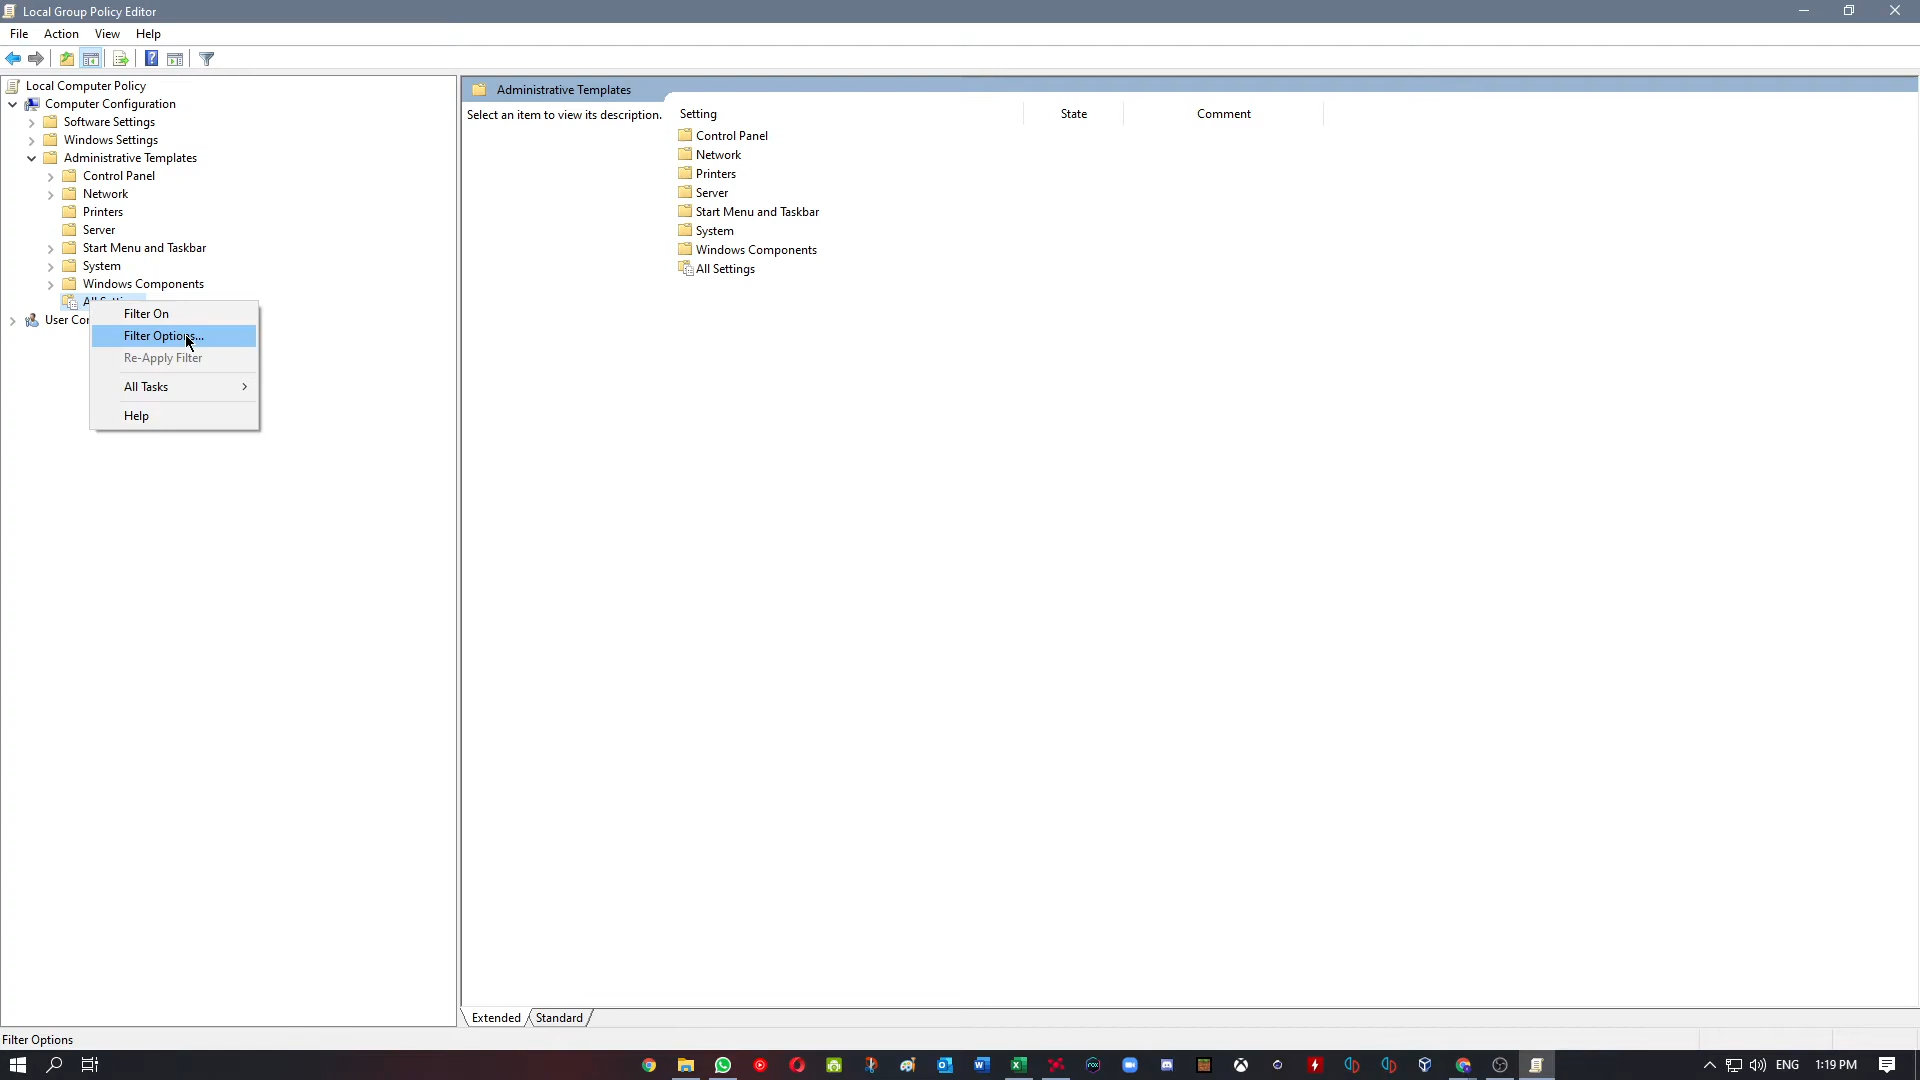 Local Group Policy Editor
File Action View Help
Local Computer Policy
Computer Configuration
Software Settings
Windows Settings
Administrative Templates
Control Panel
Network
Printers
Server
Start Menu and Taskbar
System
Windows Components
User Con
Filter On
Filter Options...
Re-Apply Filter
All Tasks
Help
Administrative Templates
Select an item to view its description.
Setting State Comment
Control Panel
Network
Printers
Server
Start Menu and Taskbar
System
Windows Components
All Settings
Extended Standard
Filter Options
ENG 1:19 PM